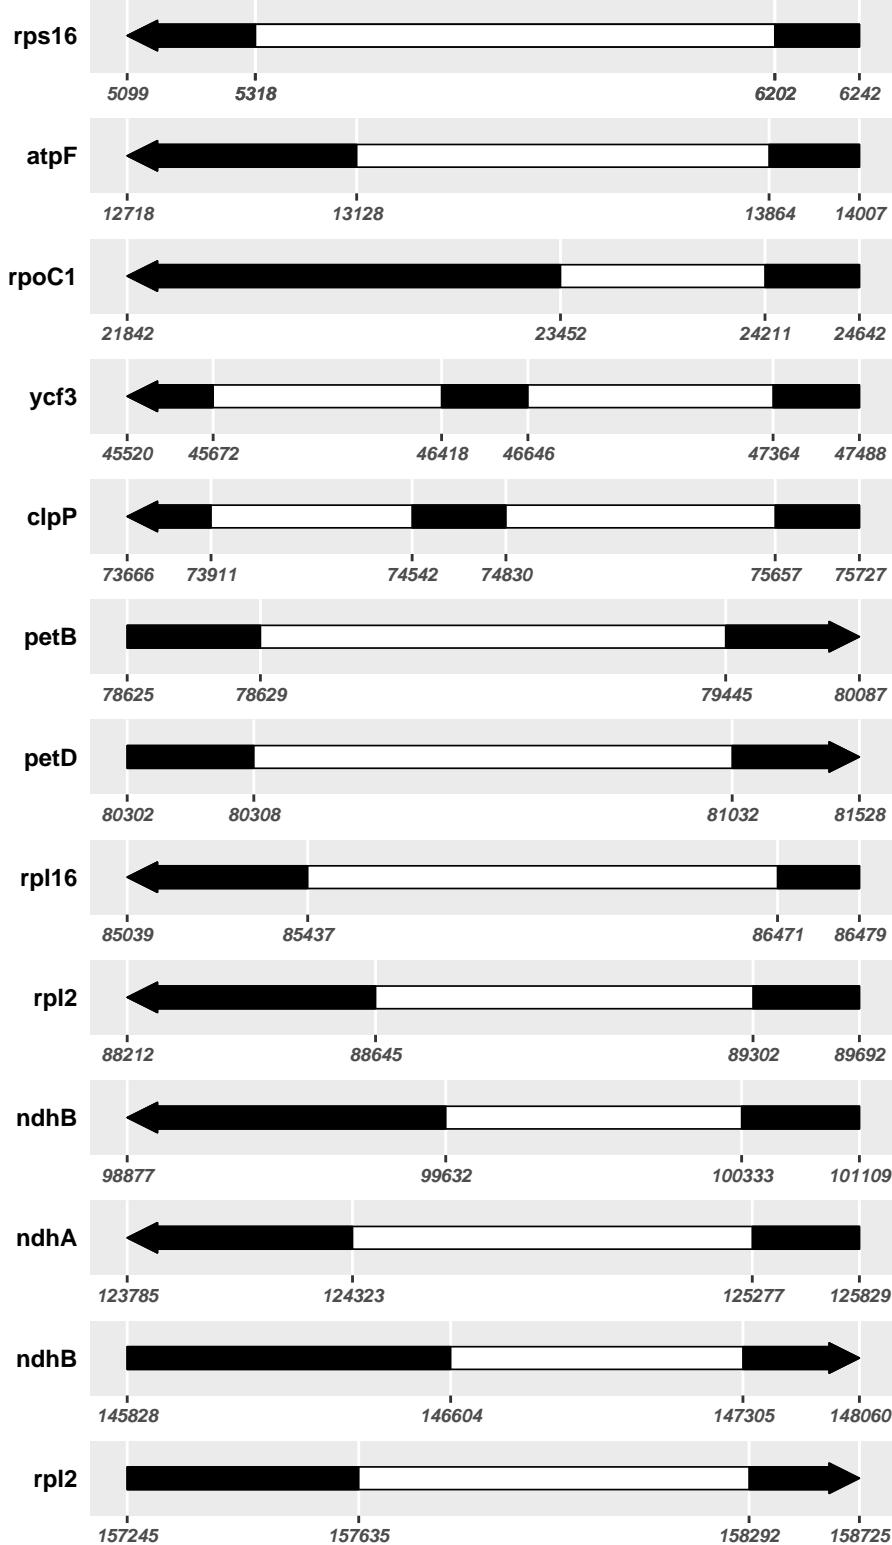 rps16
5099 5318 6202 6242
atpF
12718 13128 13864 14007
rpoC1
21842 23452 24211 24642
ycf3
45520 45672 46418 46646 47364 47488
clpP
73666 73911 74542 74830 75657 75727
petB
78625 78629 79445 80087
petD
80302 80308 81032 81528
rpl16
85039 85437 86471 86479
rpl2
88212 88645 89302 89692
ndhB
98877 99632 100333 101109
ndhA
123785 124323 125277 125829
ndhB
145828 146604 147305 148060
rpl2
157245 157635 158292 158725